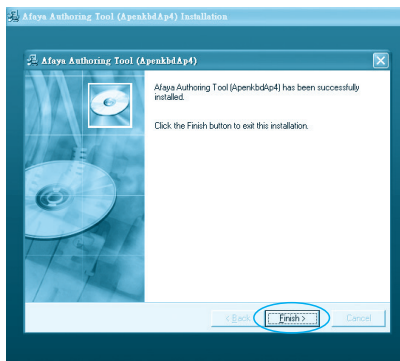 Afaya Authoring Tool (ApenkbdAp4) Installation
Afaya Authoring Tool (ApenkbdAp4)
Afaya Authoring Tool (ApenkbdAp4) has been successfully
installed.
Click the Finish button to exit this installation.
< Back
Finish >
Cancel